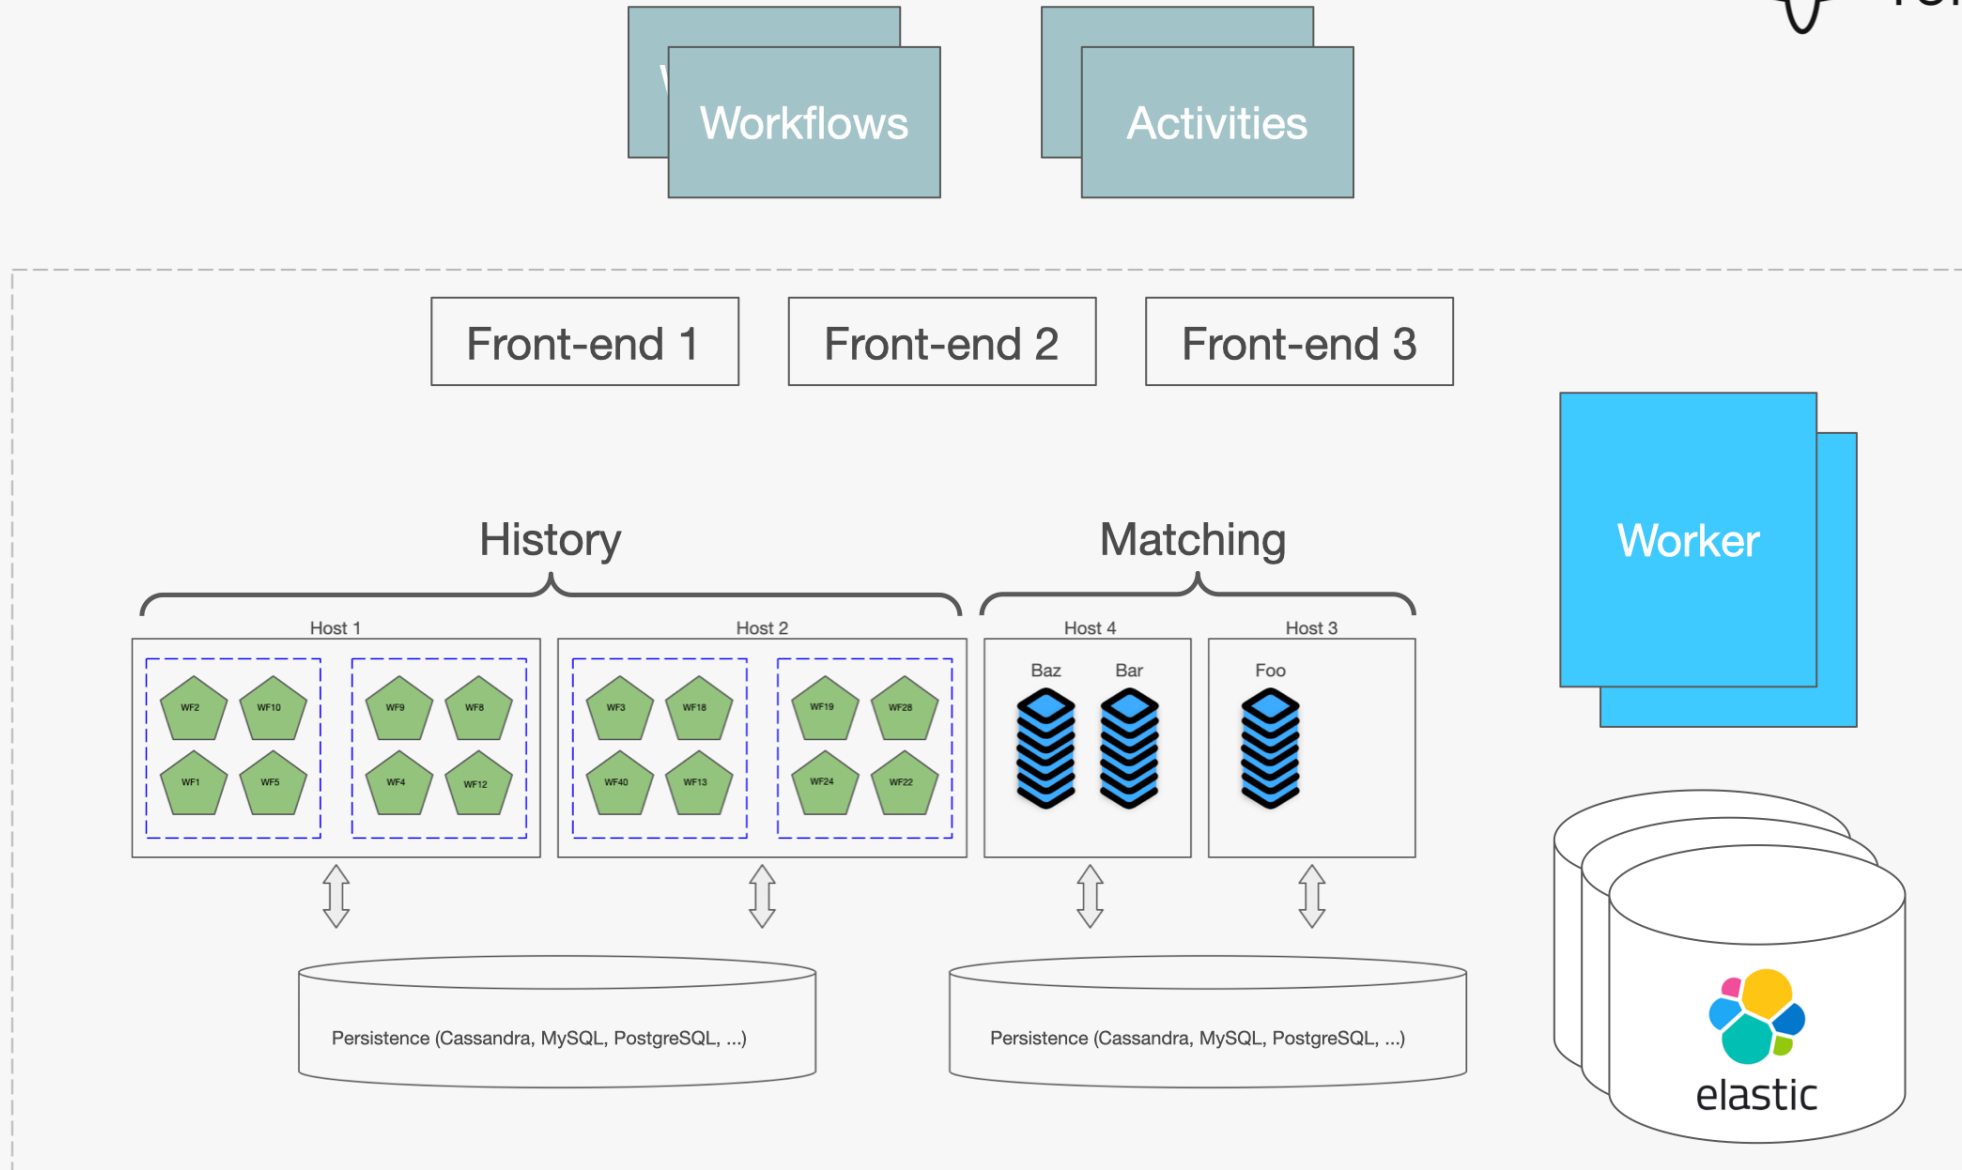 Workflows
Activities
Front-end 1
Front-end 2
Front-end 3
History
Matching
Worker
Host 1
Host 2
Host 4
Host 3
Baz
Bar
Foo
WF2
WF10
WF9
WF8
WF3
WF18
WF19
WF28
WF1
WF5
WF4
WF12
WF40
WF13
WF24
WF22
Persistence (Cassandra, MySQL, PostgreSQL, ...)
Persistence (Cassandra, MySQL, PostgreSQL, ...)
elastic